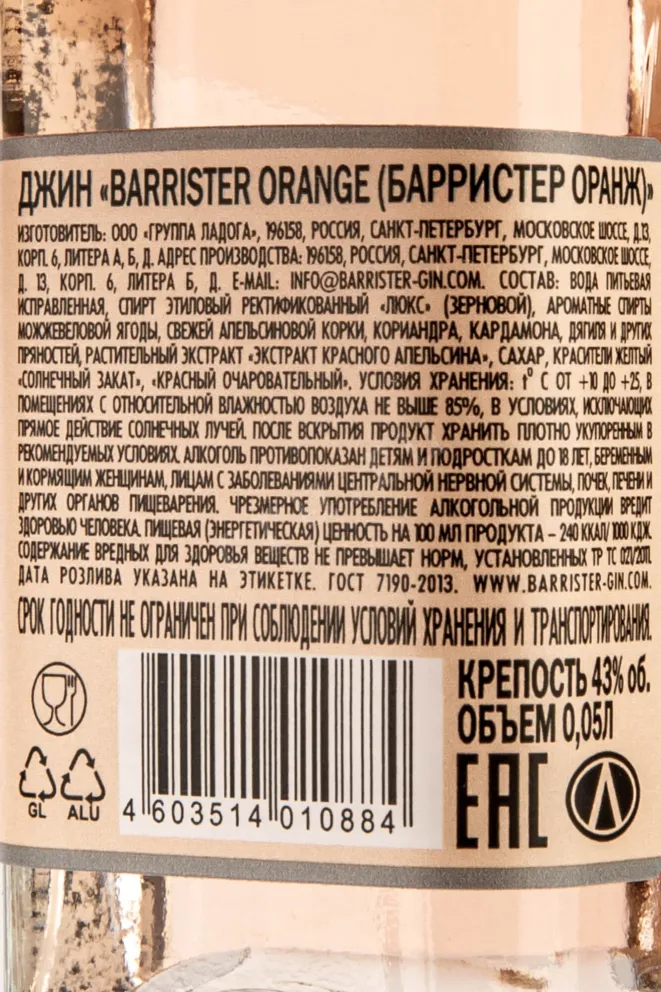 ДЖИН «BARRISTER ORANGE (БАРРИСТЕР ОРАНЖ)»
ИЗГОТОВИТЕЛЬ: ООО «ГРУППА ЛАДОГА», 196158, РОССИЯ, САНКТ-ПЕТЕРБУРГ, МОСКОВСКОЕ ШОССЕ, Д.13,
КОРП. 6, ЛИТЕРА А, Б, Д. АДРЕС ПРОИЗВОДСТВА: 196158, РОССИЯ, САНКТ-ПЕТЕРБУРГ, МОСКОВСКОЕ ШОССЕ,
Д. 13, КОРП. 6, ЛИТЕРА Б, Д. E-MAIL: INFO@BARRISTER-GIN.COM. СОСТАВ: ВОДА ПИТЬЕВАЯ
ИСПРАВЛЕННАЯ, СПИРТ ЭТИЛОВЫЙ РЕКТИФИКОВАННЫЙ «ЛЮКС» (ЗЕРНОВОЙ), АРОМАТНЫЕ СПИРТЫ
МОЖЖЕВЕЛОВОЙ ЯГОДЫ, СВЕЖЕЙ АПЕЛЬСИНОВОЙ КОРКИ, КОРИАНДРА, КАРДАМОНА, ДЯГИЛЯ И ДРУГИХ
ПРЯНОСТЕЙ, РАСТИТЕЛЬНЫЙ ЭКСТРАКТ «ЭКСТРАКТ КРАСНОГО АПЕЛЬСИНА», САХАР, КРАСИТЕЛИ ЖЕЛТЫЙ
«СОЛНЕЧНЫЙ ЗАКАТ», «КРАСНЫЙ ОЧАРОВАТЕЛЬНЫЙ». УСЛОВИЯ ХРАНЕНИЯ: t° С ОТ +10 ДО +25, В
ПОМЕЩЕНИЯХ С ОТНОСИТЕЛЬНОЙ ВЛАЖНОСТЬЮ ВОЗДУХА НЕ ВЫШЕ 85%, В УСЛОВИЯХ, ИСКЛЮЧАЮЩИХ
ПРЯМОЕ ДЕЙСТВИЕ СОЛНЕЧНЫХ ЛУЧЕЙ. ПОСЛЕ ВСКРЫТИЯ ПРОДУКТ ХРАНИТЬ ПЛОТНО УКУПОРЕННЫМ В
РЕКОМЕНДУЕМЫХ УСЛОВИЯХ. АЛКОГОЛЬ ПРОТИВОПОКАЗАН ДЕТЯМ И ПОДРОСТКАМ ДО 18 ЛЕТ, БЕРЕМЕННЫМ
И КОРМЯЩИМ ЖЕНЩИНАМ, ЛИЦАМ С ЗАБОЛЕВАНИЯМИ ЦЕНТРАЛЬНОЙ НЕРВНОЙ СИСТЕМЫ, ПОЧЕК, ПЕЧЕНИ И
ДРУГИХ ОРГАНОВ ПИЩЕВАРЕНИЯ. ЧРЕЗМЕРНОЕ УПОТРЕБЛЕНИЕ АЛКОГОЛЬНОЙ ПРОДУКЦИИ ВРЕДИТ
ЗДОРОВЬЮ ЧЕЛОВЕКА. ПИЩЕВАЯ (ЭНЕРГЕТИЧЕСКАЯ) ЦЕННОСТЬ НА 100 МЛ ПРОДУКТА – 240 ККАЛ/ 1000 КДЖ.
СОДЕРЖАНИЕ ВРЕДНЫХ ДЛЯ ЗДОРОВЬЯ ВЕЩЕСТВ НЕ ПРЕВЫШАЕТ НОРМ, УСТАНОВЛЕННЫХ ТР ТС 021/2011.
ДАТА РОЗЛИВА УКАЗАНА НА ЭТИКЕТКЕ. ГОСТ 7190-2013. WWW.BARRISTER-GIN.COM.
СРОК ГОДНОСТИ НЕ ОГРАНИЧЕН ПРИ СОБЛЮДЕНИИ УСЛОВИЙ ХРАНЕНИЯ И ТРАНСПОРТИРОВАНИЯ.
КРЕПОСТЬ 43% об.
ОБЪЕМ 0,05Л
GL ALU
4 603514 010884
EAC